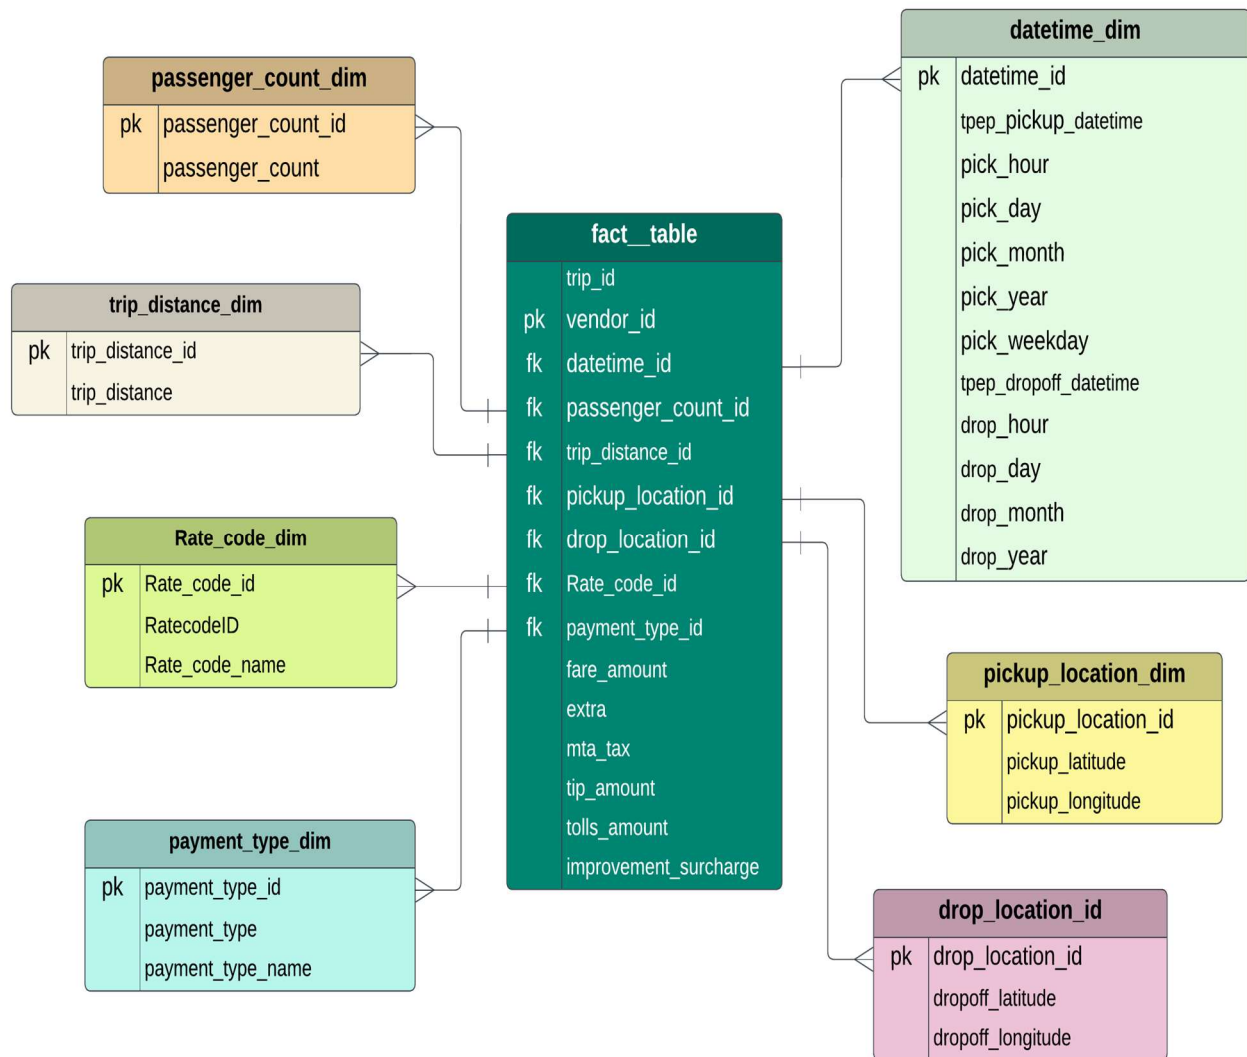 passenger_count_dim
pk passenger_count_id
passenger_count
trip_distance_dim
pk trip_distance_id
trip_distance
Rate_code_dim
pk Rate_code_id
RatecodeID
Rate_code_name
payment_type_dim
pk payment_type_id
payment_type
payment_type_name
fact__table
trip_id
pk vendor_id
fk datetime_id
fk passenger_count_id
fk trip_distance_id
fk pickup_location_id
fk drop_location_id
fk Rate_code_id
fk payment_type_id
fare_amount
extra
mta_tax
tip_amount
tolls_amount
improvement_surcharge
datetime_dim
pk datetime_id
tpep_pickup_datetime
pick_hour
pick_day
pick_month
pick_year
pick_weekday
tpep_dropoff_datetime
drop_hour
drop_day
drop_month
drop_year
pickup_location_dim
pk pickup_location_id
pickup_latitude
pickup_longitude
drop_location_id
pk drop_location_id
dropoff_latitude
dropoff_longitude